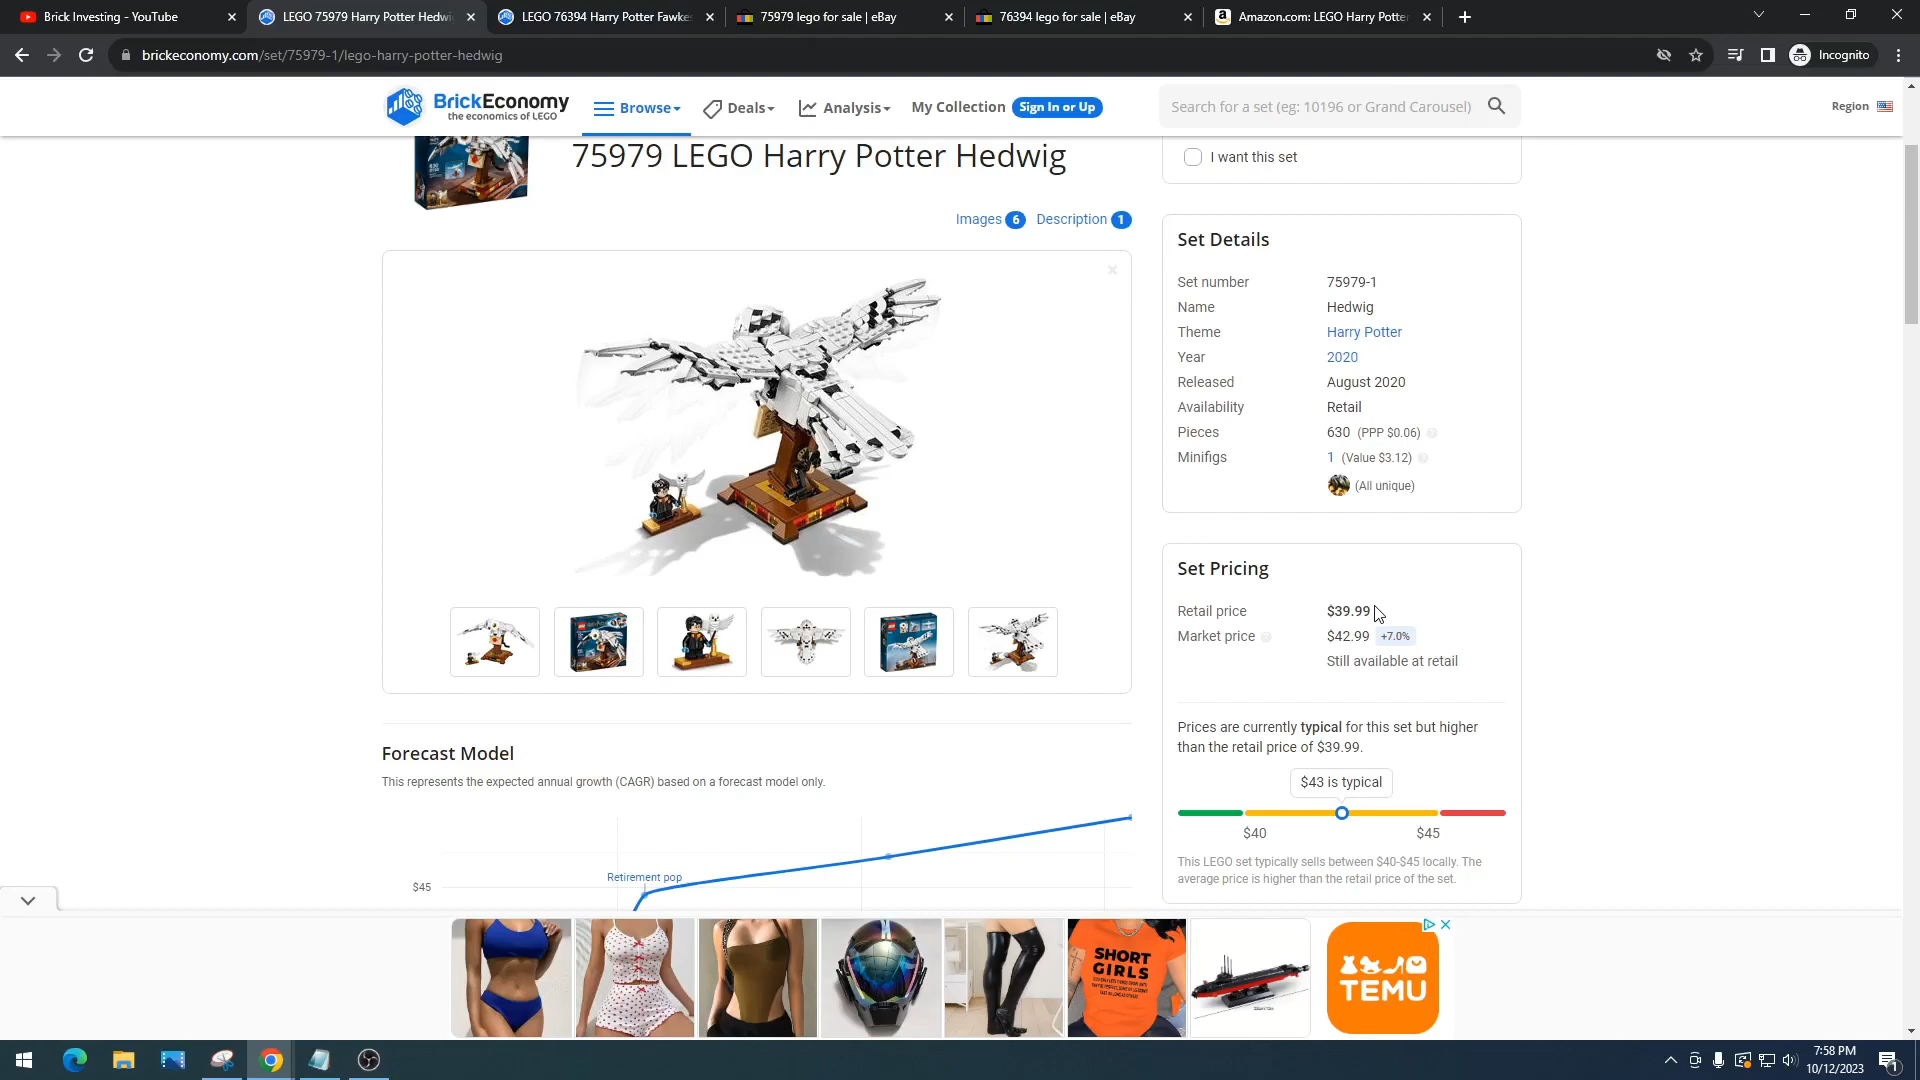 Brick Investing - YouTube
LEGO 75979 Harry Potter Hedwi
LEGO 76394 Harry Potter Fawke
75979 lego for sale | eBay
76394 lego for sale | eBay
Amazon.com: LEGO Harry Potter
brickeconomy.com/set/75979-1/lego-harry-potter-hedwig
Incognito
BrickEconomy
the economics of LEGO
Browse
Deals
Analysis
My Collection
Sign In or Up
Search for a set (eg: 10196 or Grand Carousel)
Region
75979 LEGO Harry Potter Hedwig
I want this set
Images 6
Description 1
Set Details
Set number 75979-1
Name Hedwig
Theme Harry Potter
Year 2020
Released August 2020
Availability Retail
Pieces 630 (PPP $0.06)
Minifigs 1 (Value $3.12)
(All unique)
Set Pricing
Retail price $39.99
Market price $42.99 +7.0%
Still available at retail
Prices are currently typical for this set but higher
than the retail price of $39.99.
$43 is typical
$40 $45
This LEGO set typically sells between $40-$45 locally. The
average price is higher than the retail price of the set.
Forecast Model
This represents the expected annual growth (CAGR) based on a forecast model only.
Retirement pop
$45
SHORT
GIRLS
TEMU
7:58 PM
10/12/2023
1